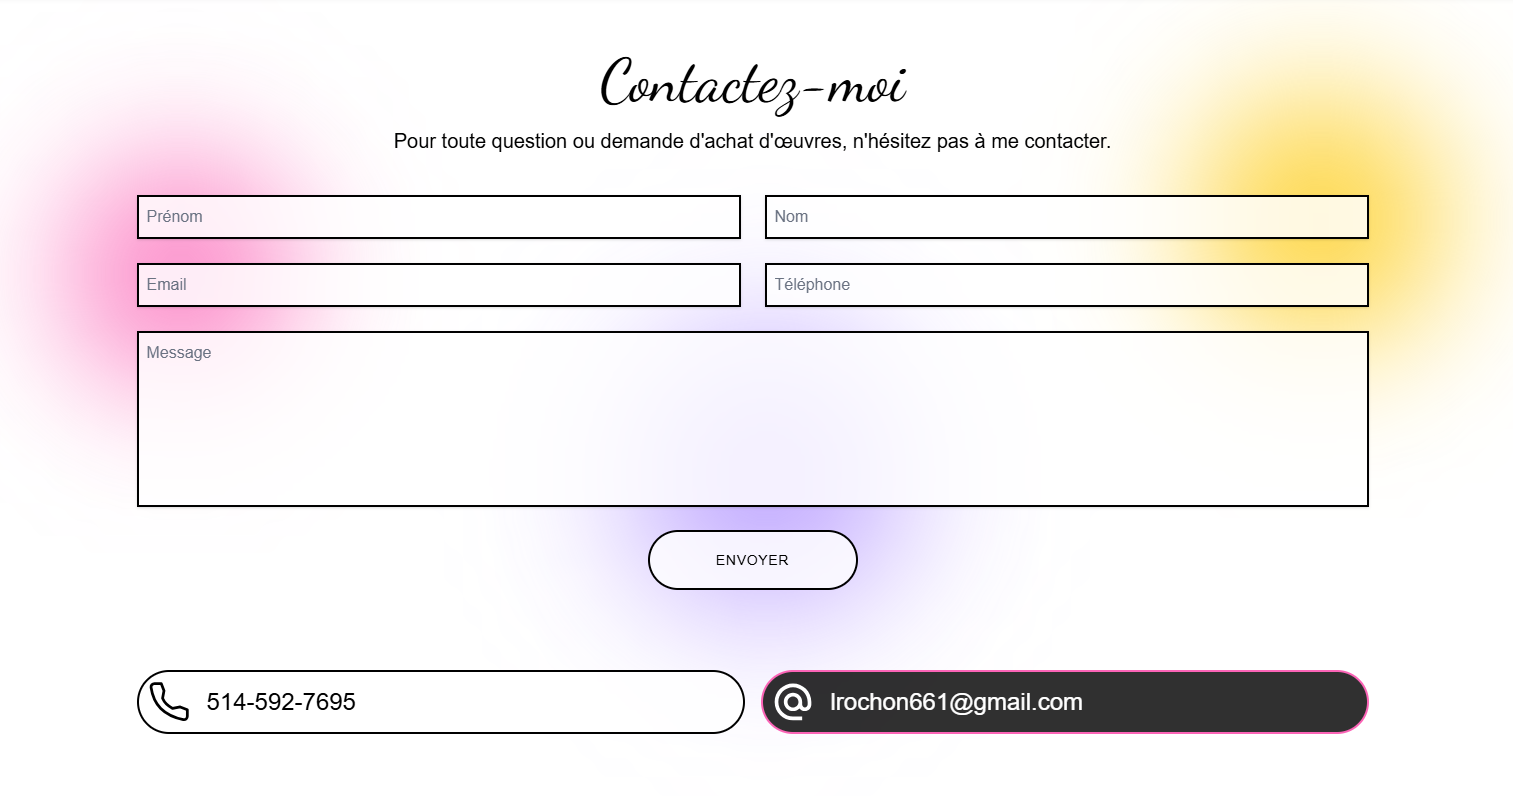 Contactez-moi
Pour toute question ou demande d'achat d'œuvres, n'hésitez pas à me contacter.
Prénom
Nom
Email
Téléphone
Message
ENVOYER
514-592-7695
lrochon661@gmail.com